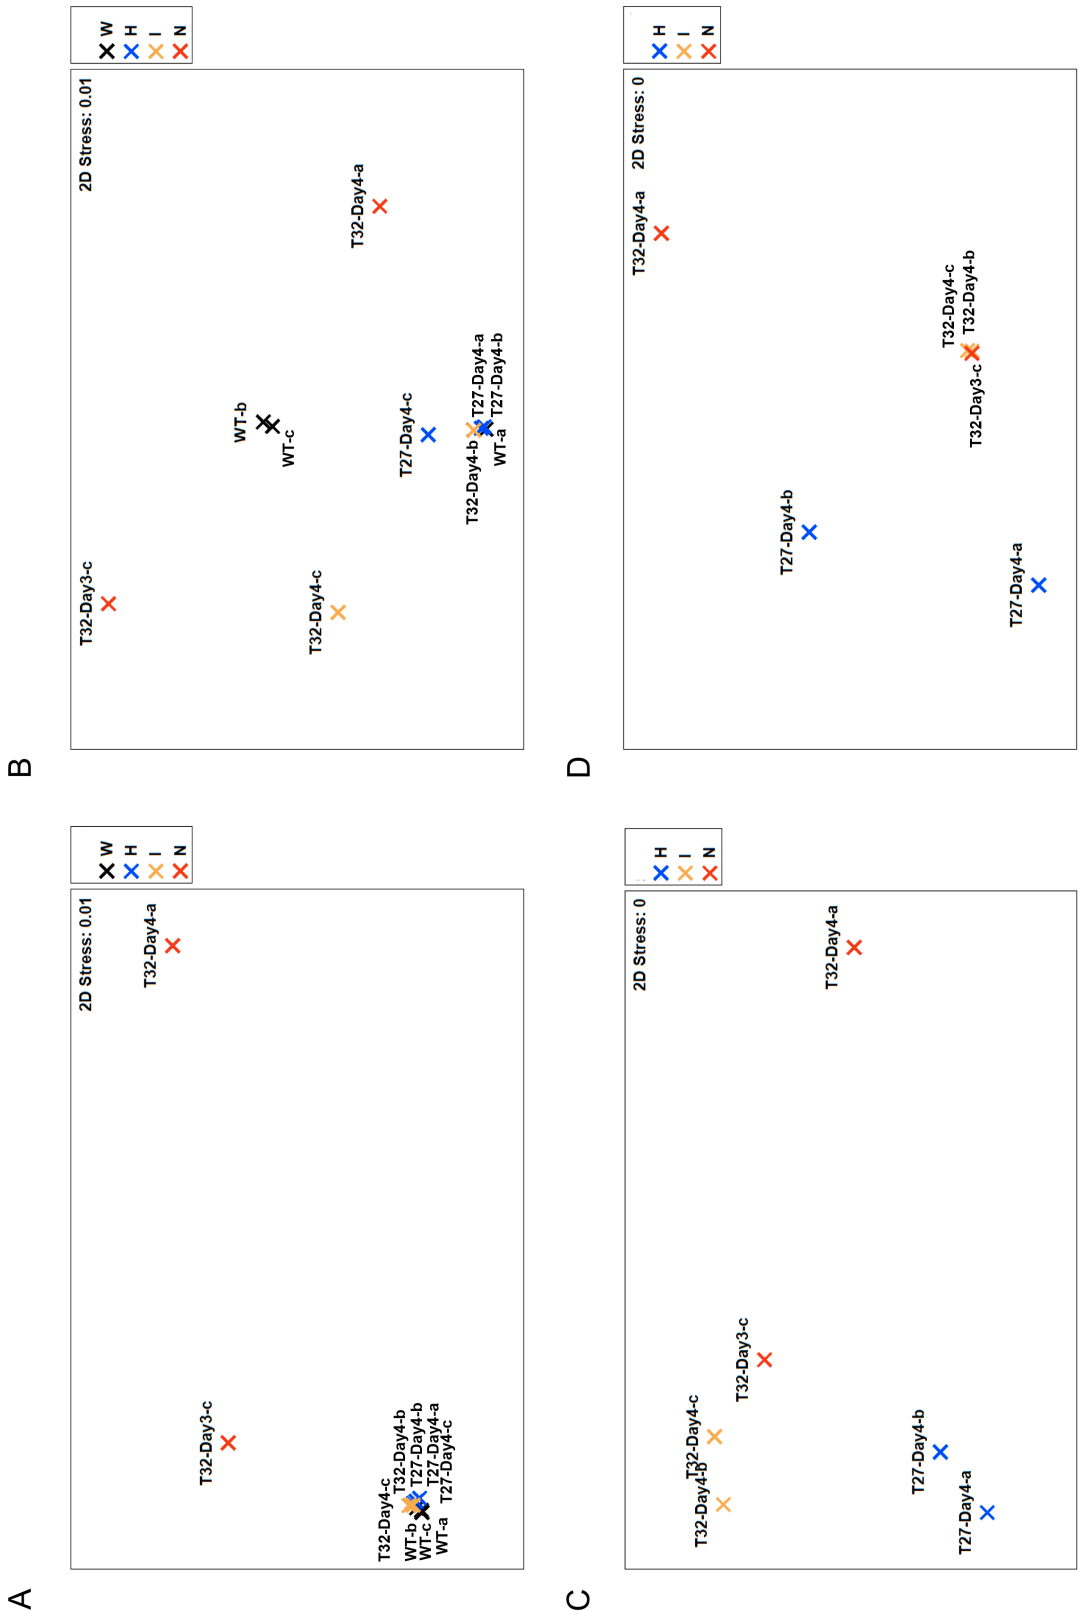 A
2D Stress: 0.01
W
H
I
N
T32-Day4-a
T32-Day3-c
T32-Day4-c
T32-Day4-b
T27-Day4-b
T27-Day4-a
T27-Day4-c
WT-b
WT-c
WT-a
B
2D Stress: 0.01
W
H
I
N
T32-Day3-c
WT-b
WT-c
T32-Day4-a
T32-Day4-c
T27-Day4-c
T32-Day4-b
T27-Day4-a
T27-Day4-b
WT-a
C
2D Stress: 0
H
I
N
T32-Day4-c
T32-Day4-b
T32-Day3-c
T32-Day4-a
T27-Day4-b
T27-Day4-a
D
2D Stress: 0
H
I
N
T32-Day4-a
T27-Day4-b
T32-Day4-c
T32-Day4-b
T32-Day3-c
T27-Day4-a